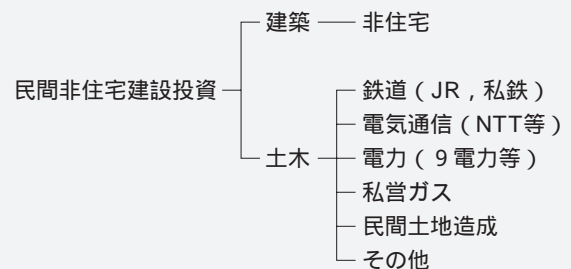 建築
非住宅
民間非住宅建設投資
鉄道（JR，私鉄）
電気通信（NTT等）
土木
電力（９電力等）
私営ガス
民間土地造成
その他